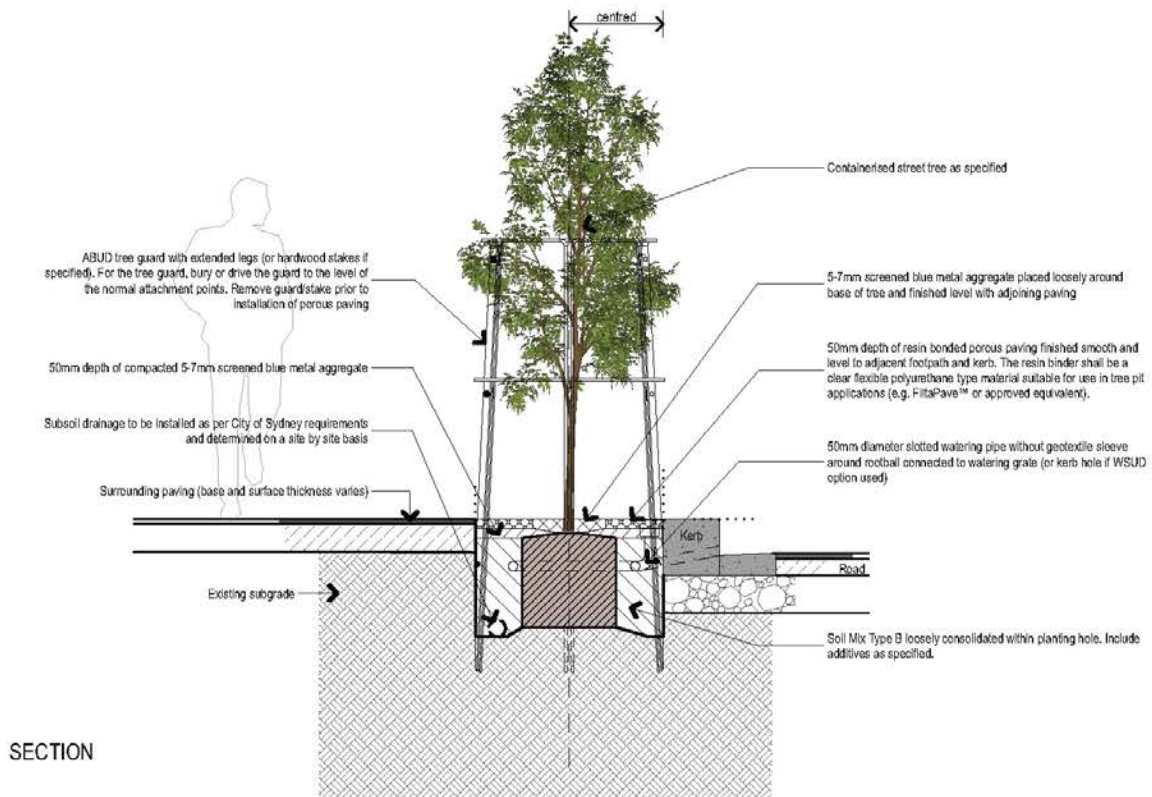 centred
Containerised street tree as specified
ABUD tree guard with extended legs (or hardwood stakes if
specified). For the tree guard, bury or drive the guard to the level of
the normal attachment points. Remove guard/stake prior to
installation of porous paving
5-7mm screened blue metal aggregate placed loosely around
base of tree and finished level with adjoining paving
50mm depth of compacted 5-7mm screened blue metal aggregate
50mm depth of resin bonded porous paving finished smooth and
level to adjacent footpath and kerb. The resin binder shall be a
clear flexible polyurethane type material suitable for use in tree pit
applications (e.g. FiltaPave™ or approved equivalent).
Subsoil drainage to be installed as per City of Sydney requirements
and determined on a site by site basis
50mm diameter slotted watering pipe without geotextile sleeve
around rootball connected to watering grate (or kerb hole if WSUD
option used)
Surrounding paving (base and surface thickness varies)
Kerb
Road
Existing subgrade
Soil Mix Type B loosely consolidated within planting hole. Include
additives as specified.
SECTION